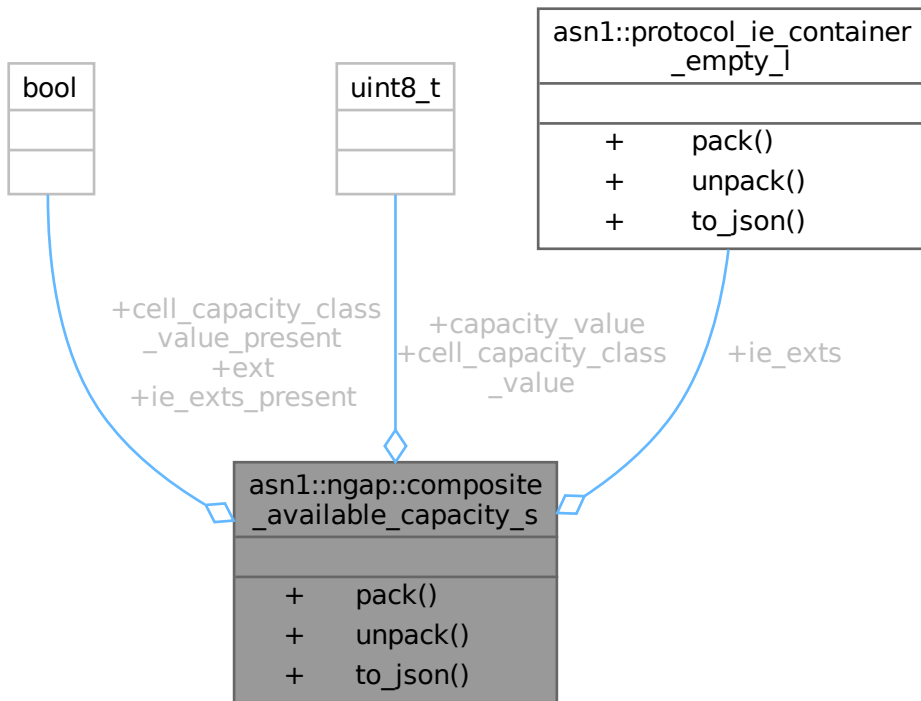 asn1::protocol_ie_container
_empty_l
+ pack()
+ unpack()
+ to_json()
bool
uint8_t
+cell_capacity_class
_value_present
+ext
+ie_exts_present
+capacity_value
+cell_capacity_class
_value
+ie_exts
asn1::ngap::composite
_available_capacity_s
+ pack()
+ unpack()
+ to_json()